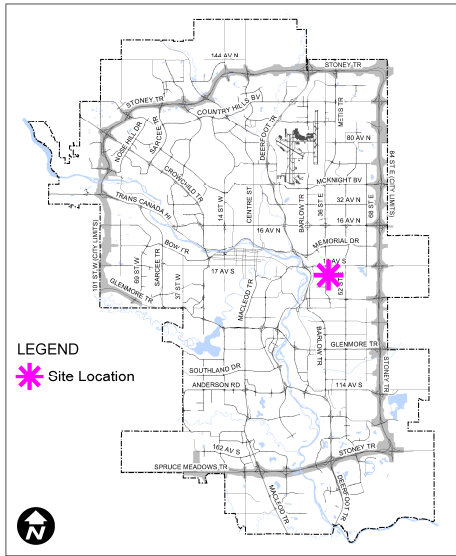 144 AV N
STONEY TR
STONEY TR
COUNTRY HILLS BV
METIS TR
NOSE HILL DR
SARCEE TR
DEERFOOT TR
80 AV N
84 ST E (CITY LIMITS)
CROWCHILD TR
MCKNIGHT BV
TRANS CANADA HI
14 ST W
CENTRE ST
BARLOW TR
36 ST E
32 AV N
68 ST E
16 AV N
16 AV N
MEMORIAL DR
101 ST W (CITY LIMITS)
BOW TR
69 ST W
SARCEE TR
37 ST W
17 AV S
52 ST E
GLENMORE TR
MACLEOD TR
BARLOW TR
GLENMORE TR
STONEY TR
LEGEND
Site Location
SOUTHLAND DR
ANDERSON RD
114 AV S
162 AV S
STONEY TR
SPRUCE MEADOWS TR
MACLEOD TR
DEERFOOT TR
N